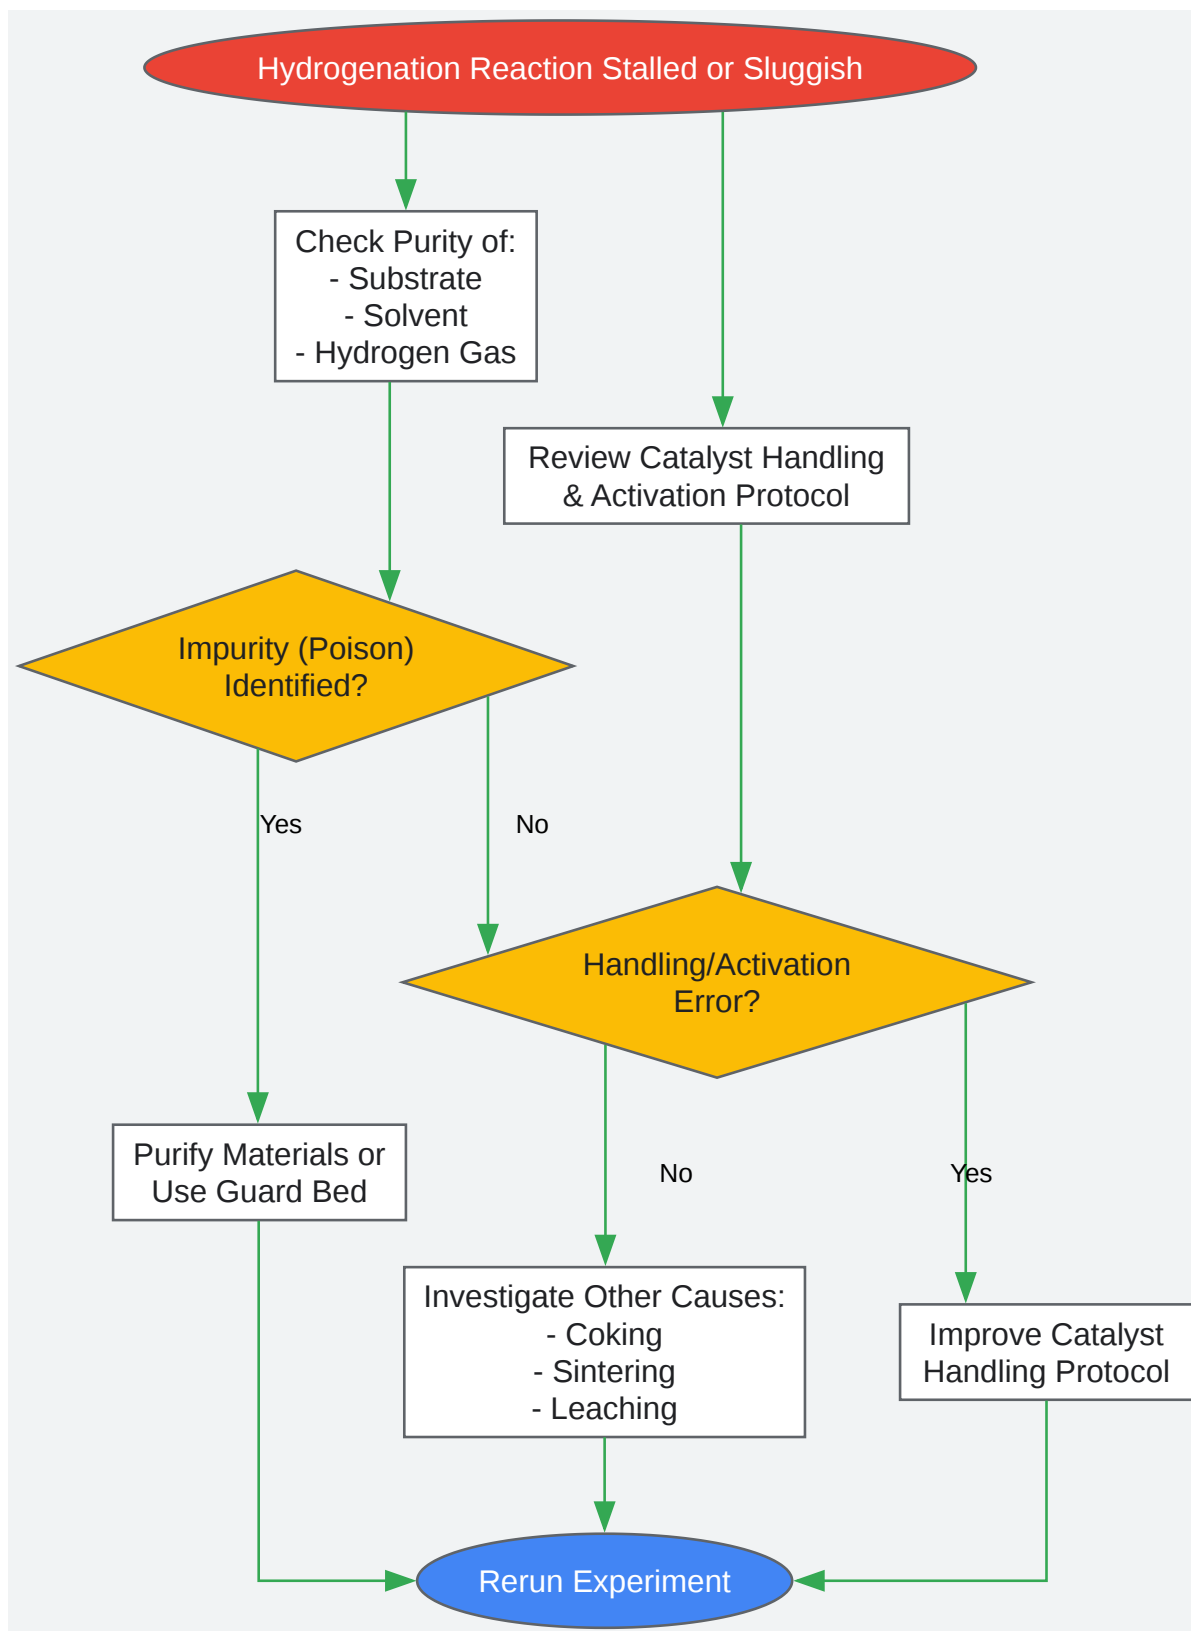 Hydrogenation Reaction Stalled or Sluggish
Check Purity of:
- Substrate
- Solvent
- Hydrogen Gas
Review Catalyst Handling
& Activation Protocol
Impurity (Poison)
Identified?
Yes
No
Handling/Activation
Error?
Purify Materials or
Use Guard Bed
No
Yes
Investigate Other Causes:
- Coking
- Sintering
- Leaching
Improve Catalyst
Handling Protocol
Rerun Experiment